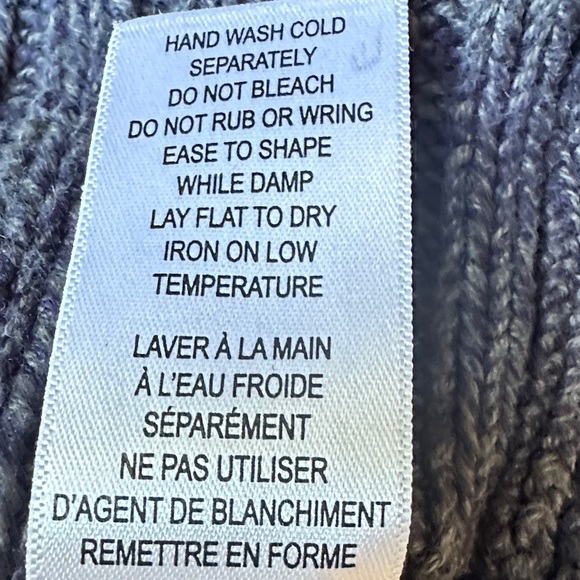 HAND WASH COLD
SEPARATELY
DO NOT BLEACH
DO NOT RUB OR WRING
EASE TO SHAPE
WHILE DAMP
LAY FLAT TO DRY
IRON ON LOW
TEMPERATURE
LAVER À LA MAIN
À L'EAU FROIDE
SÉPARÉMENT
NE PAS UTILISER
D'AGENT DE BLANCHIMENT
REMETTRE EN FORME